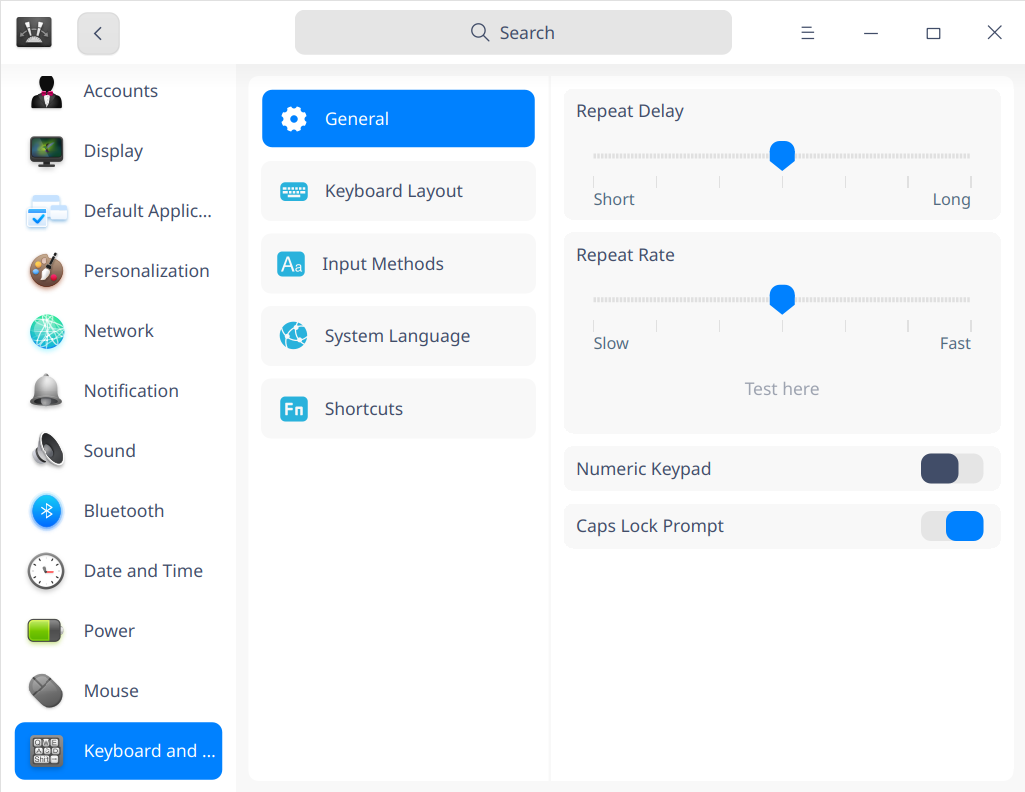 Search
Accounts
Display
Default Applic...
Personalization
Network
Notification
Sound
Bluetooth
Date and Time
Power
Mouse
Keyboard and ...
General
Keyboard Layout
Aa
Input Methods
System Language
Fn
Shortcuts
Repeat Delay
Short Long
Repeat Rate
Slow Fast
Test here
Numeric Keypad
Caps Lock Prompt